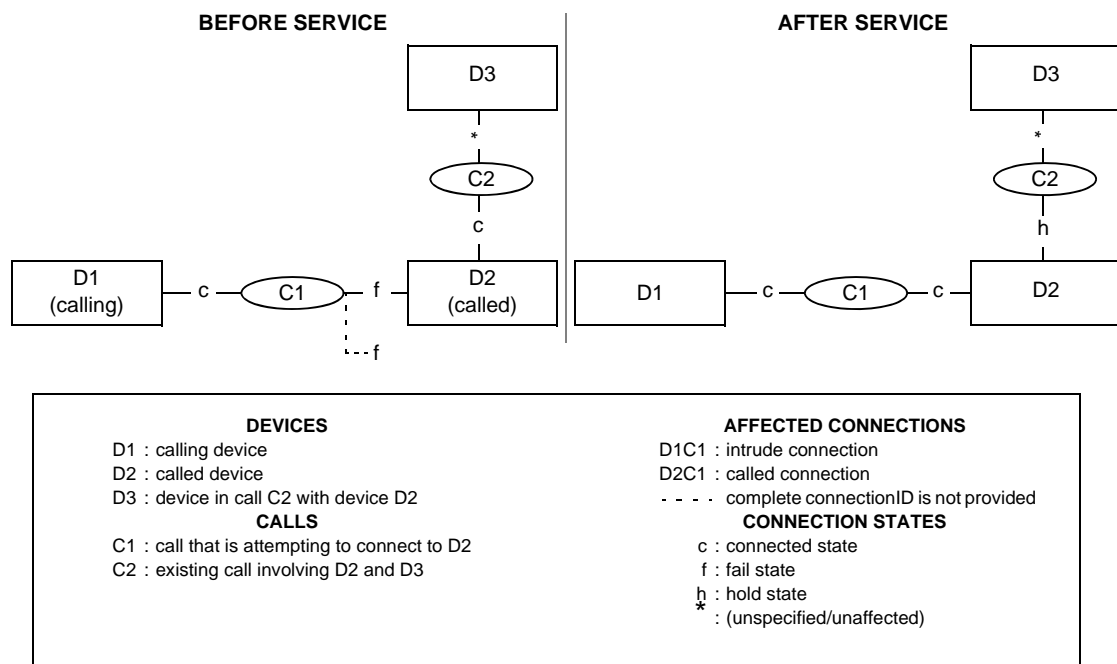 BEFORE SERVICE
D3
*
C2
c
D1
(calling)
c
C1
f
D2
(called)
f
AFTER SERVICE
D3
*
C2
h
D1
c
C1
c
D2
DEVICES
D1 : calling device
D2 : called device
D3 : device in call C2 with device D2
CALLS
C1 : call that is attempting to connect to D2
C2 : existing call involving D2 and D3
AFFECTED CONNECTIONS
D1C1 : intrude connection
D2C1 : called connection
- - - - complete connectionID is not provided
CONNECTION STATES
c : connected state
f : fail state
h : hold state
* : (unspecified/unaffected)